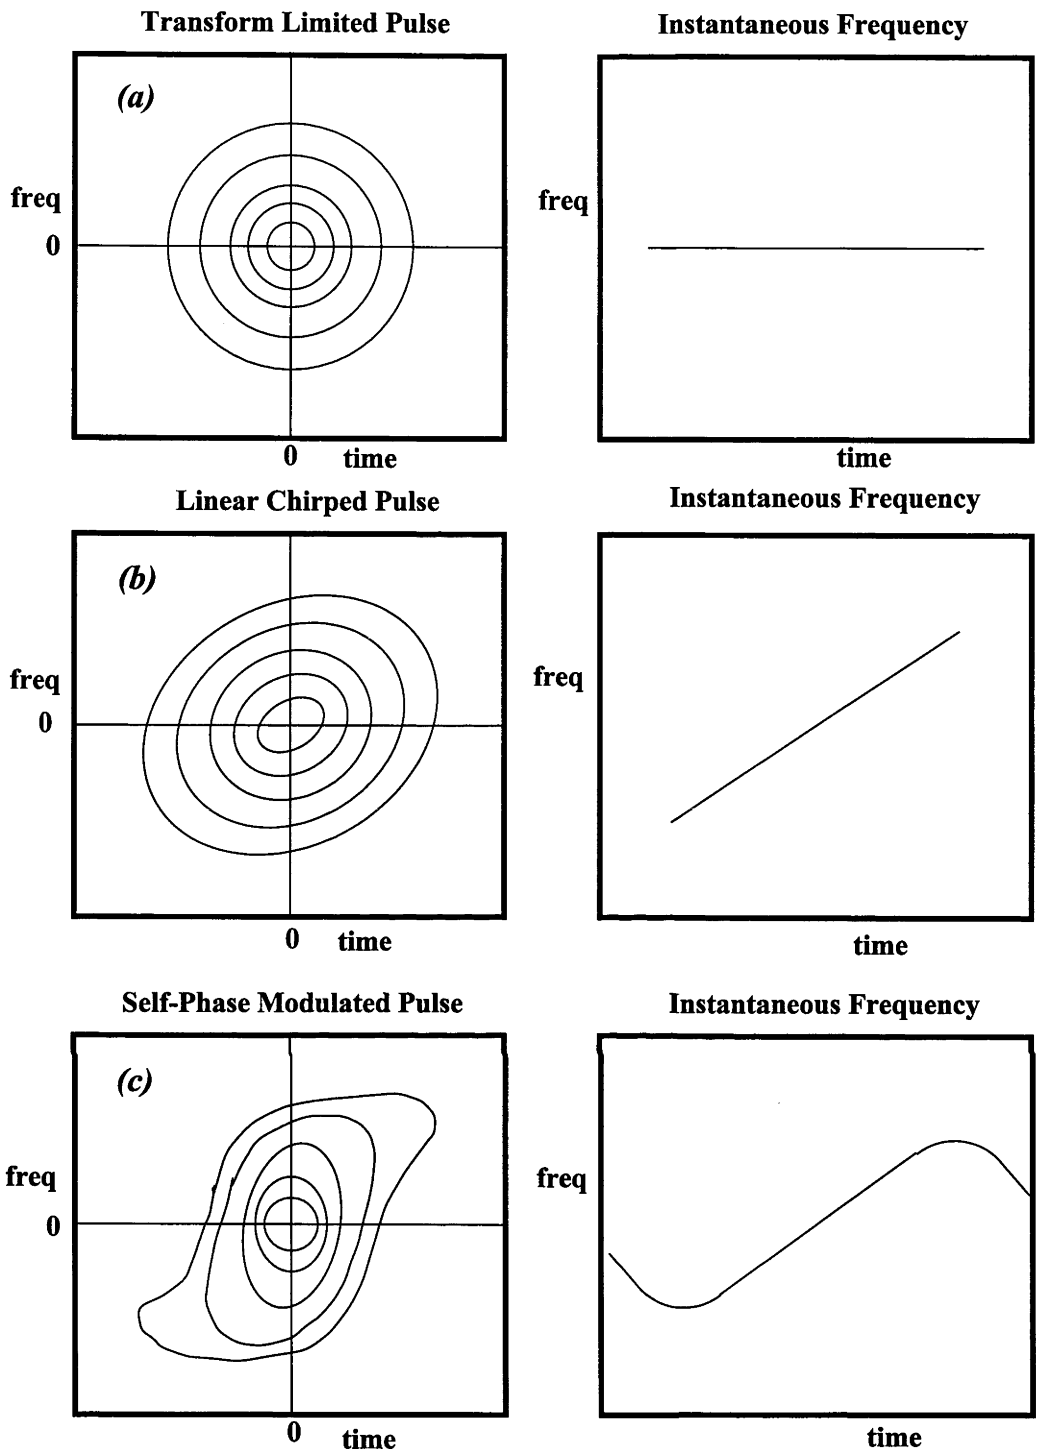 Transform Limited Pulse
Instantaneous Frequency
(a)
freq
freq
0
0
time
time
Linear Chirped Pulse
Instantaneous Frequency
(b)
freq
freq
0
0
time
time
Self-Phase Modulated Pulse
Instantaneous Frequency
(c)
freq
freq
0
0
time
time